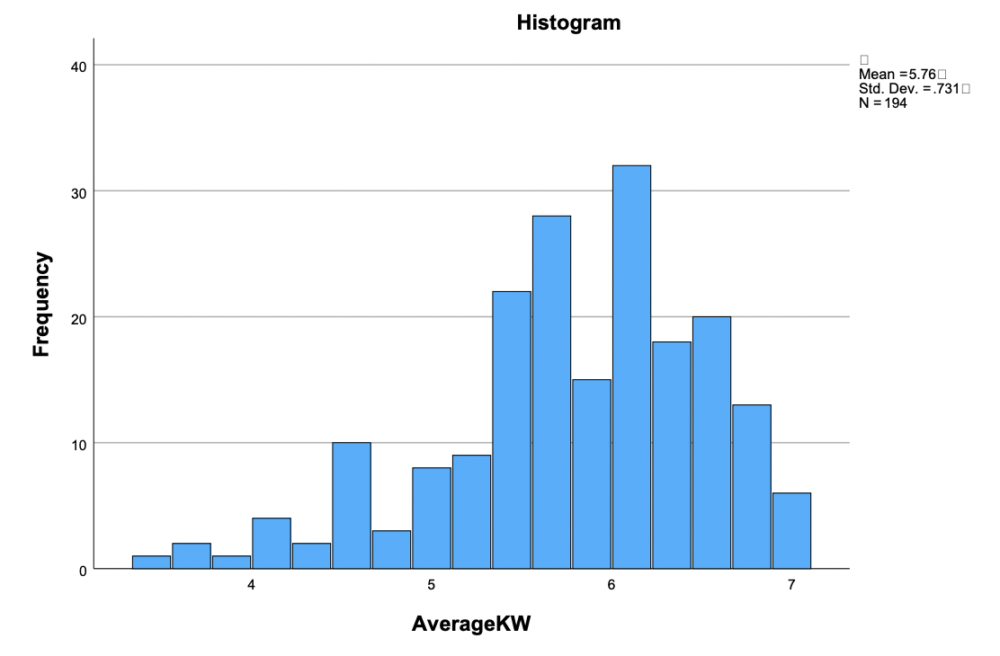 Histogram
Mean =5.76
Std. Dev. =.731
N =194
40
30
20
10
0
Frequency
4 5 6 7
AverageKW